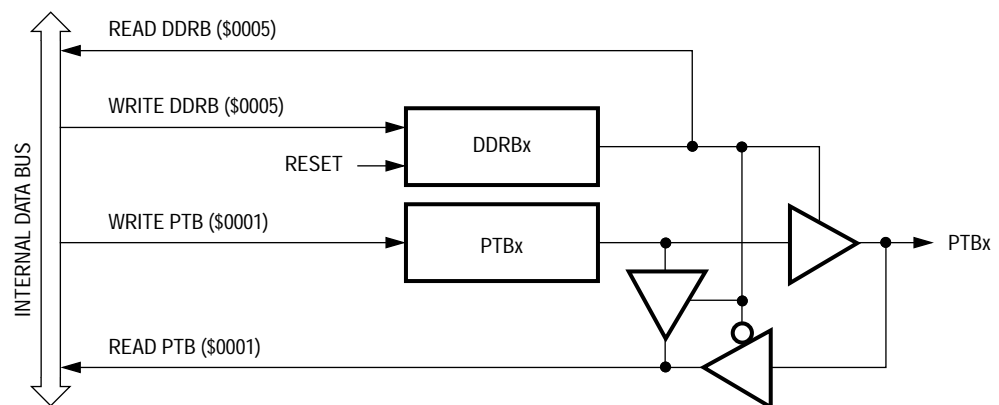 READ DDRB ($0005)
WRITE DDRB ($0005)
DDRBx
RESET
INTERNAL DATA BUS
WRITE PTB ($0001)
PTBx
PTBx
READ PTB ($0001)